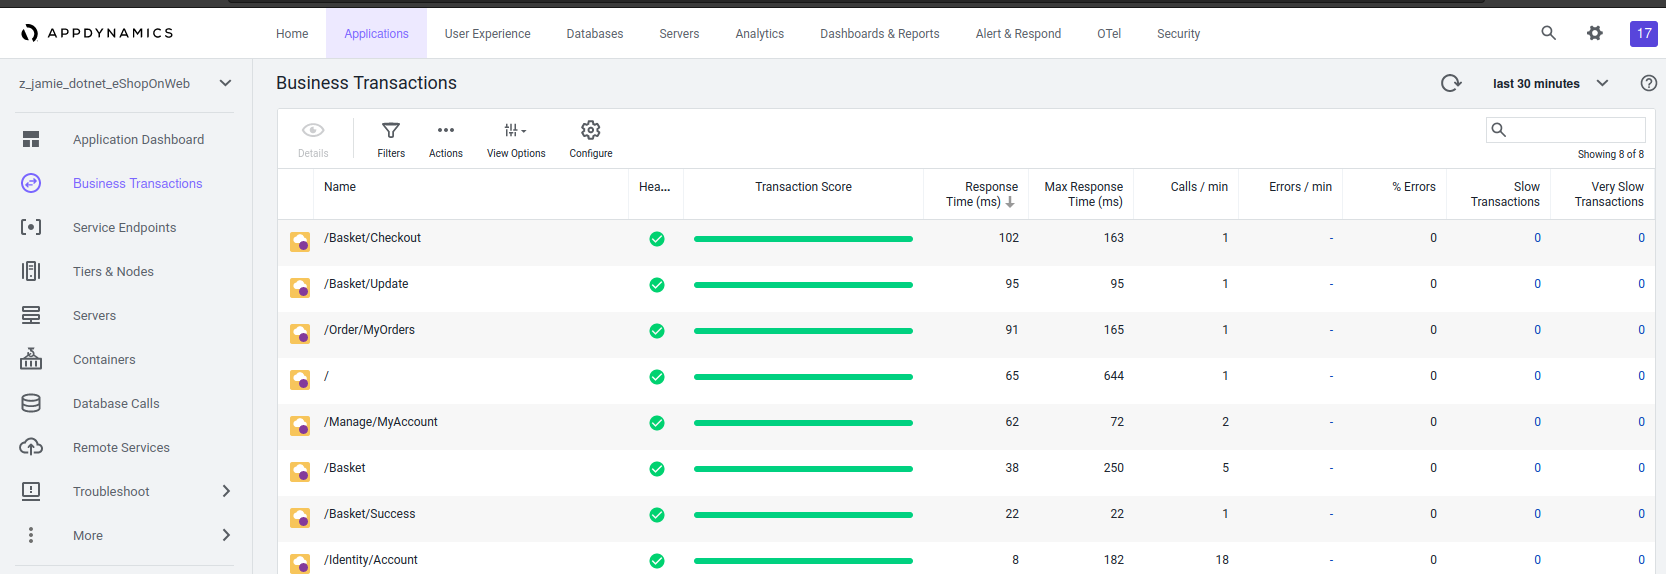 APPDYNAMICS
Home Applications User Experience Databases Servers Analytics Dashboards & Reports Alert & Respond OTel Security 17
z_jamie_dotnet_eShopOnWeb
Application Dashboard
Business Transactions
Service Endpoints
Tiers & Nodes
Servers
Containers
Database Calls
Remote Services
Troubleshoot
More
Business Transactions last 30 minutes
Details Filters Actions View Options Configure
Showing 8 of 8
Name Hea... Transaction Score Response Time (ms) Max Response Time (ms) Calls / min Errors / min % Errors Slow Transactions Very Slow Transactions
/Basket/Checkout 102 163 1 - 0 0 0
/Basket/Update 95 95 1 - 0 0 0
/Order/MyOrders 91 165 1 - 0 0 0
/ 65 644 1 - 0 0 0
/Manage/MyAccount 62 72 2 - 0 0 0
/Basket 38 250 5 - 0 0 0
/Basket/Success 22 22 1 - 0 0 0
/Identity/Account 8 182 18 - 0 0 0